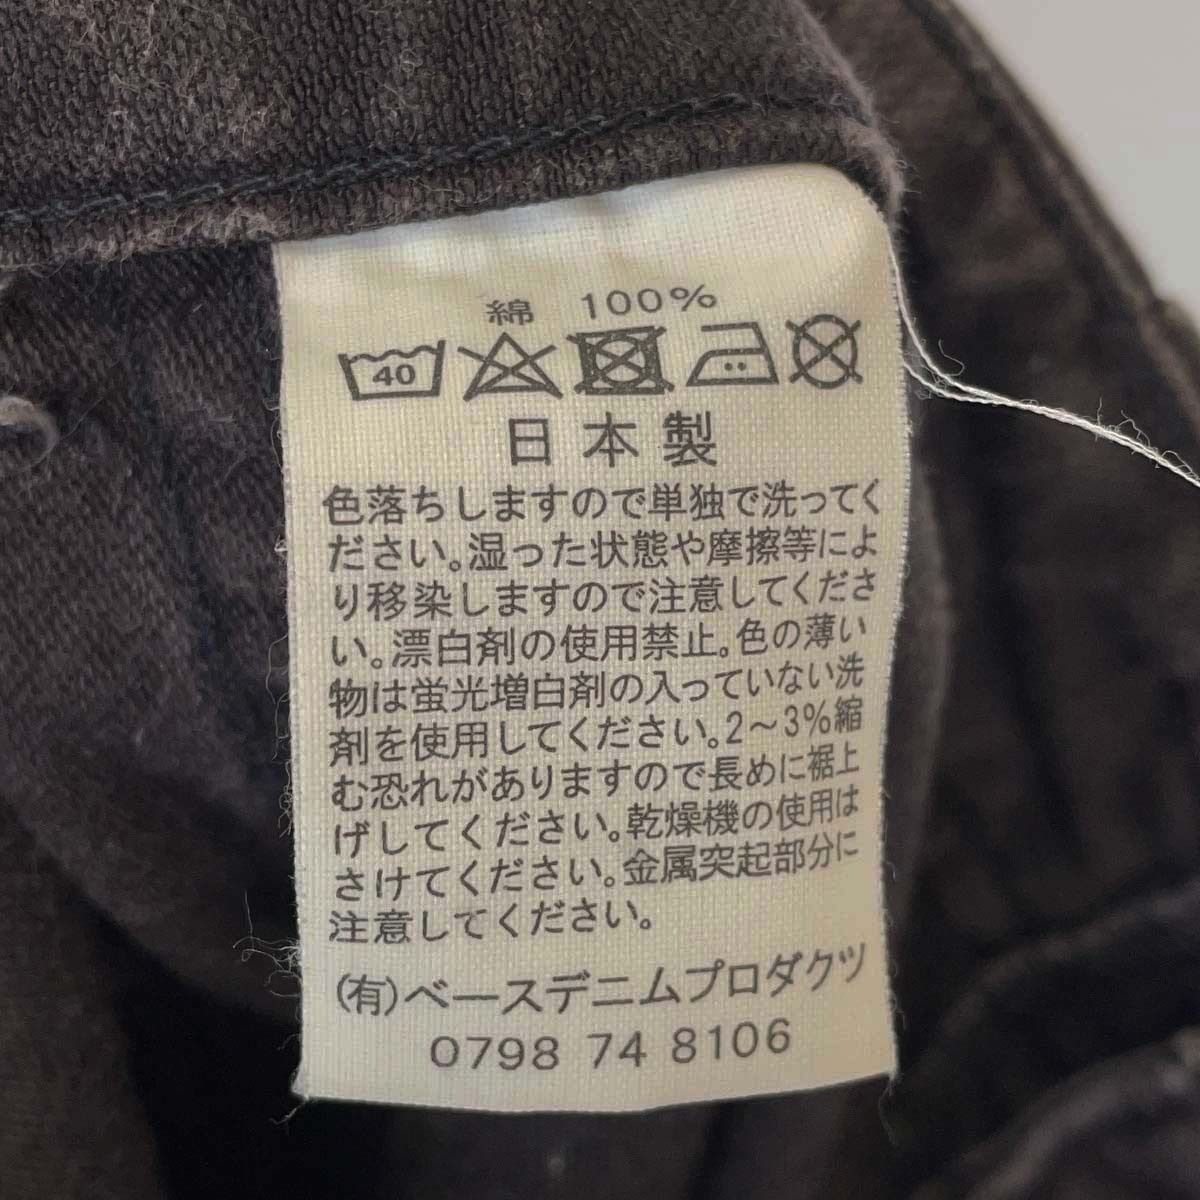 綿 100%
40
日本製
色落ちしますので単独で洗ってく
ださい。湿った状態や摩擦等によ
り移染しますので注意してくださ
い。漂白剤の使用禁止。色の薄い
物は蛍光増白剤の入っていない洗
剤を使用してください。2～3%縮
む恐れがありますので長めに裾上
げしてください。乾燥機の使用は
さけてください。金属突起部分に
注意してください。
(有)ベースデニムプロダクツ
0798 74 8106